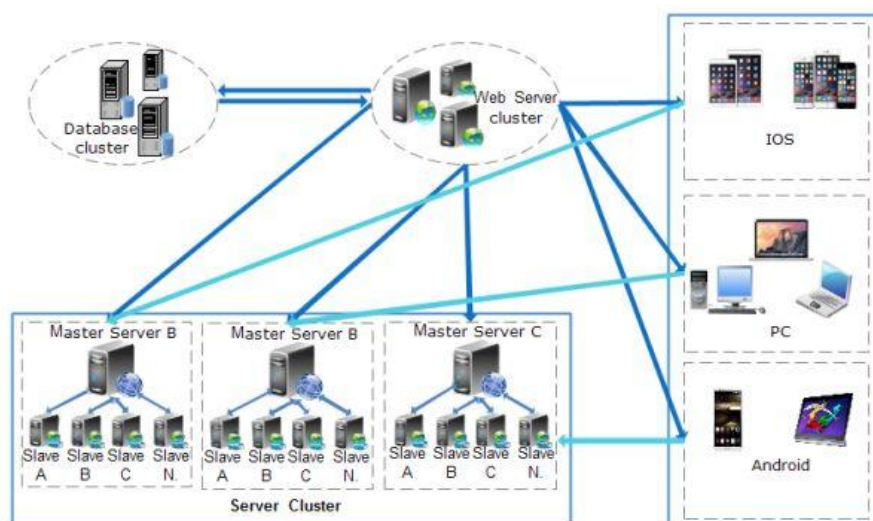 Database
cluster
Web Server
cluster
IOS
PC
Android
Master Server B
Slave Slave Slave Slave
A B C N.
Master Server B
Slave Slave Slave Slave
A B C N.
Master Server C
Slave Slave Slave Slave
A B C N.
Server Cluster